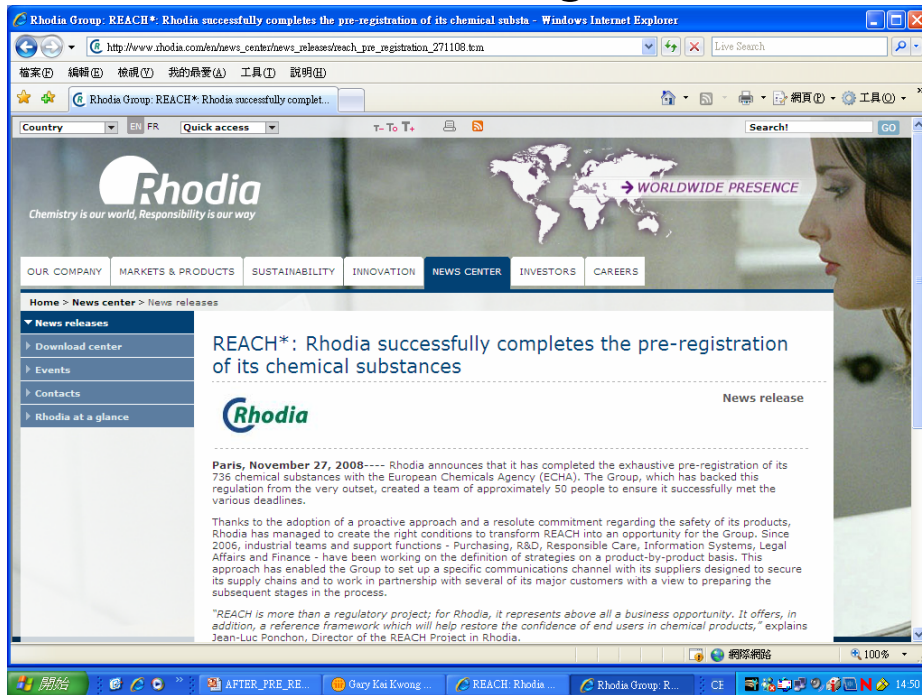 Rhodia Group: REACH*: Rhodia successfully completes the pre-registration of its chemical substa - Windows Internet Explorer
http://www.rhodia.com/en/news_center/news_releases/reach_pre_registration_271108.tcm
Live Search
檔案(F) 編輯(E) 檢視(V) 我的最愛(A) 工具(T) 說明(H)
Rhodia Group: REACH*: Rhodia successfully complet...
網頁(P) 工具(O)
Country EN FR Quick access T- To T+ Search! GO
Rhodia
Chemistry is our world, Responsibility is our way
WORLDWIDE PRESENCE
OUR COMPANY MARKETS & PRODUCTS SUSTAINABILITY INNOVATION NEWS CENTER INVESTORS CAREERS
Home > News center > News releases
News releases
Download center
Events
Contacts
Rhodia at a glance
REACH*: Rhodia successfully completes the pre-registration
of its chemical substances
News release
Rhodia
Paris, November 27, 2008---- Rhodia announces that it has completed the exhaustive pre-registration of its
736 chemical substances with the European Chemicals Agency (ECHA). The Group, which has backed this
regulation from the very outset, created a team of approximately 50 people to ensure it successfully met the
various deadlines.
Thanks to the adoption of a proactive approach and a resolute commitment regarding the safety of its products,
Rhodia has managed to create the right conditions to transform REACH into an opportunity for the Group. Since
2006, industrial teams and support functions - Purchasing, R&D, Responsible Care, Information Systems, Legal
Affairs and Finance - have been working on the definition of strategies on a product-by-product basis. This
approach has enabled the Group to set up a specific communications channel with its suppliers designed to secure
its supply chains and to work in partnership with several of its major customers with a view to preparing the
subsequent stages in the process.
"REACH is more than a regulatory project; for Rhodia, it represents above all a business opportunity. It offers, in
addition, a reference framework which will help restore the confidence of end users in chemical products," explains
Jean-Luc Ponchon, Director of the REACH Project in Rhodia.
網際網路 100%
開始 AFTER_PRE_RE... Gary Kai Kwong ... REACH: Rhodia ... Rhodia Group: R... CE 14:58